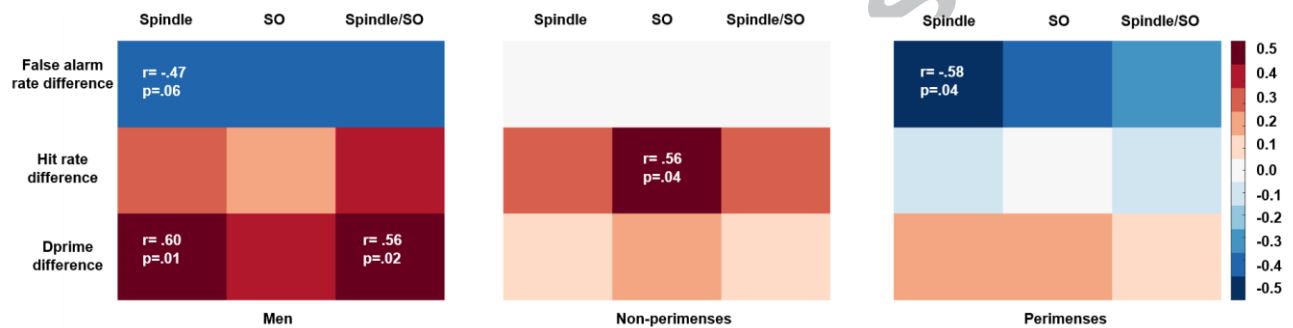 Spindle SO Spindle/SO
Spindle SO Spindle/SO
Spindle SO Spindle/SO
False alarm
rate difference
Hit rate
difference
Dprime
difference
r= -.47
p=.06
r= .60
p=.01
r= .56
p=.02
r= .56
p=.04
r= -.58
p=.04
Men
Non-perimenses
Perimenses
0.5
0.4
0.3
0.2
0.1
0.0
-0.1
-0.2
-0.3
-0.4
-0.5